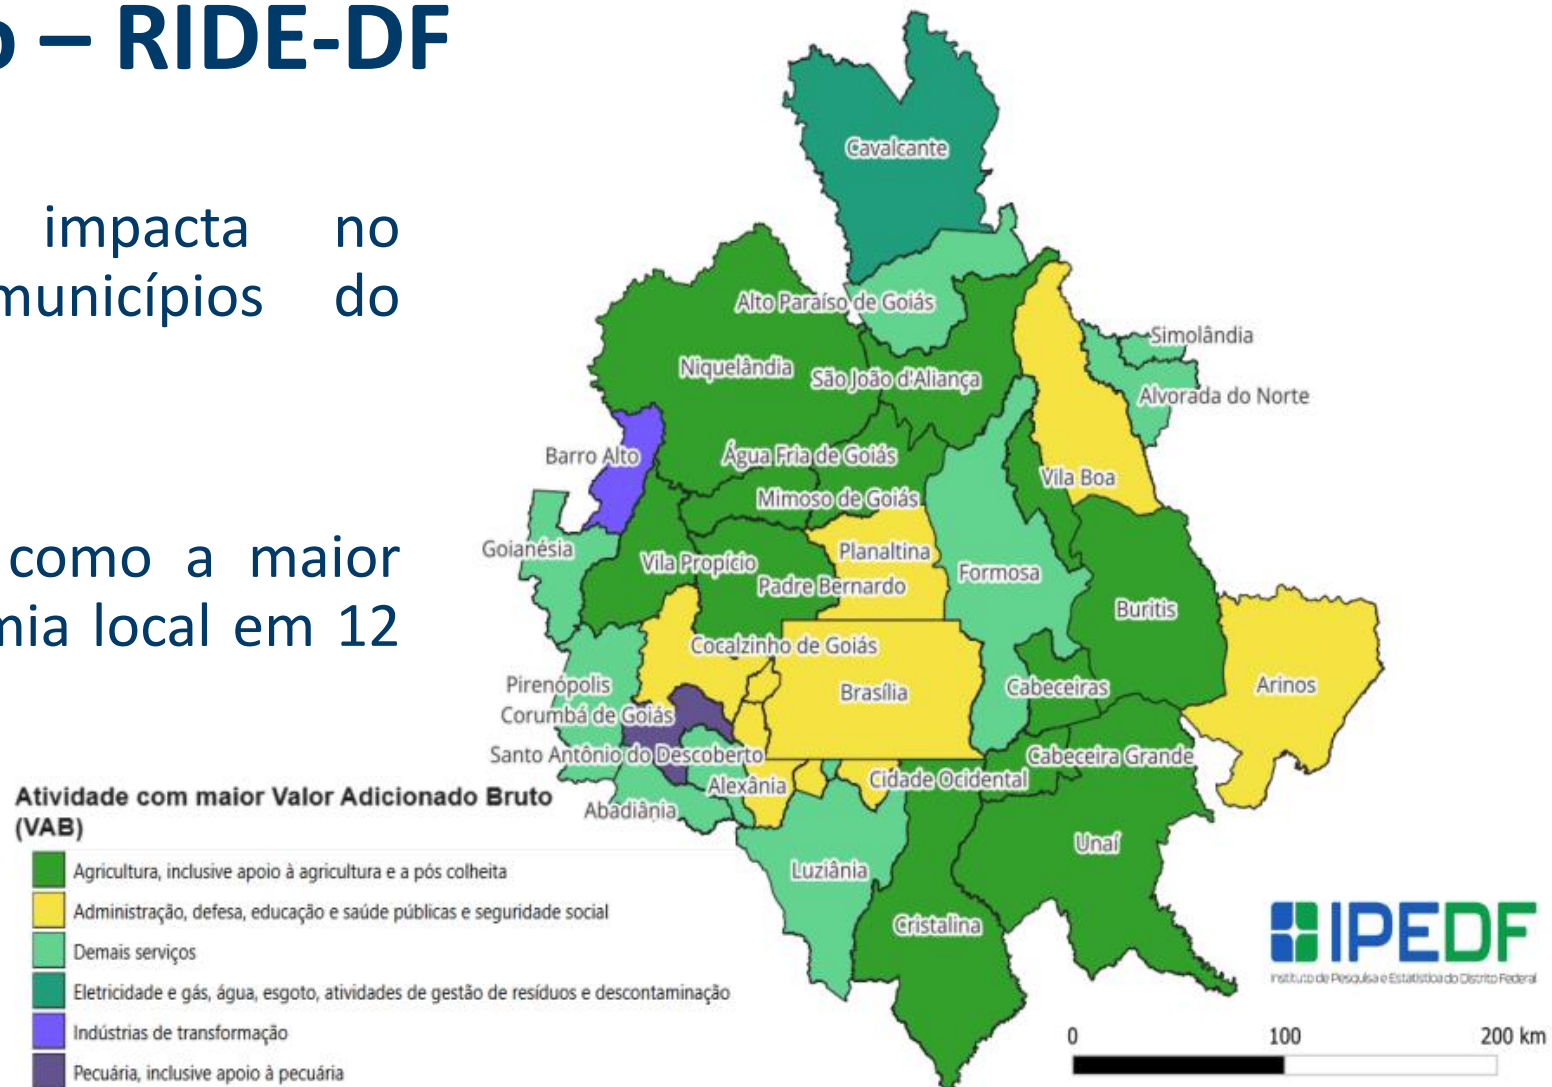 o – RIDE-DF
impacta no
municípios do
como a maior
mia local em 12
Cavalcante
Alto Paraíso de Goiás
Simolândia
Niquelândia
São João d'Aliança
Alvorada do Norte
Barro Alto
Água Fria de Goiás
Vila Boa
Mimoso de Goiás
Goianésia
Planaltina
Vila Propício
Formosa
Padre Bernardo
Buritis
Cocalzinho de Goiás
Pirenópolis
Brasília
Cabeceiras
Arinos
Corumbá de Goiás
Santo Antônio do Descoberto
Cabeceira Grande
Alexânia
Cidade Ocidental
Abadiânia
Unaí
Luziânia
Cristalina
Atividade com maior Valor Adicionado Bruto
(VAB)
Agricultura, inclusive apoio à agricultura e a pós colheita
Administração, defesa, educação e saúde públicas e seguridade social
Demais serviços
Eletricidade e gás, água, esgoto, atividades de gestão de resíduos e descontaminação
Indústrias de transformação
Pecuária, inclusive apoio à pecuária
IPEDF
Instituto de Pesquisa e Estatística do Distrito Federal
0 100 200 km